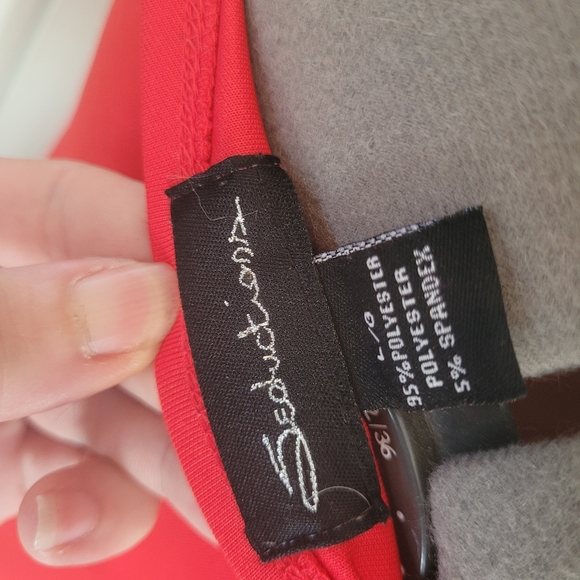 Seductions
L/G
95%POLYESTER
POLYESTER
5% SPANDEX